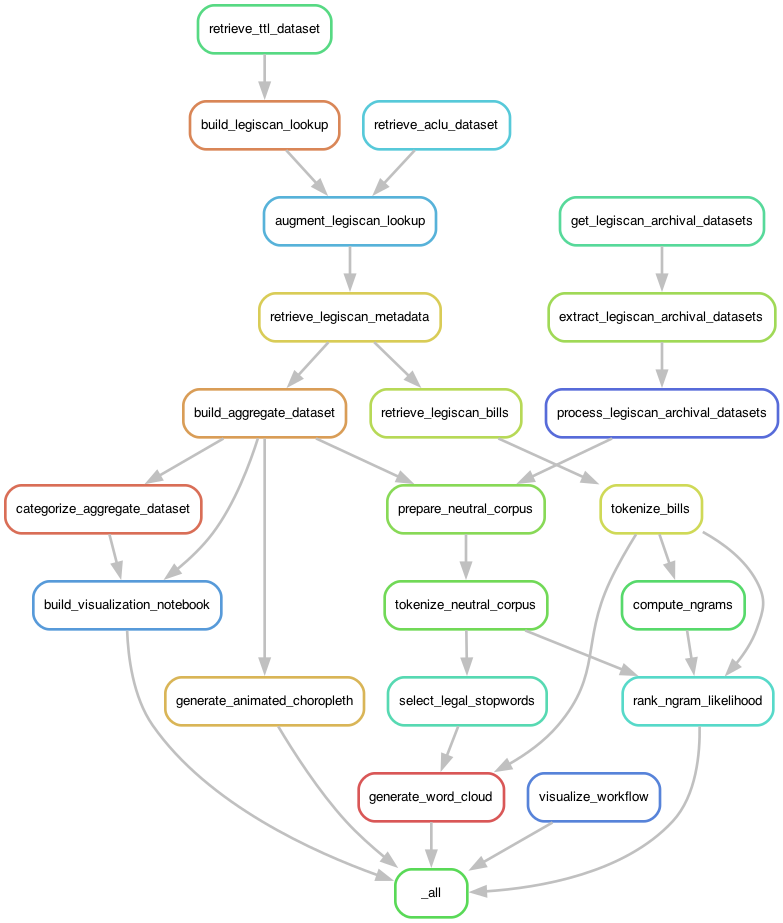 retrieve_ttl_dataset
build_legiscan_lookup
retrieve_aclu_dataset
augment_legiscan_lookup
get_legiscan_archival_datasets
retrieve_legiscan_metadata
extract_legiscan_archival_datasets
build_aggregate_dataset
retrieve_legiscan_bills
process_legiscan_archival_datasets
categorize_aggregate_dataset
prepare_neutral_corpus
tokenize_bills
build_visualization_notebook
tokenize_neutral_corpus
compute_ngrams
generate_animated_choropleth
select_legal_stopwords
rank_ngram_likelihood
generate_word_cloud
visualize_workflow
_all